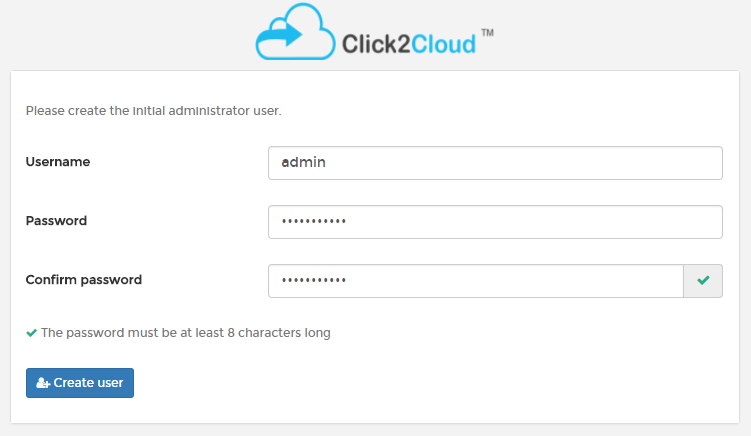 Click2Cloud ™
Please create the initial administrator user.
Username
admin
Password
•••••••••••
Confirm password
•••••••••••
The password must be at least 8 characters long
Create user